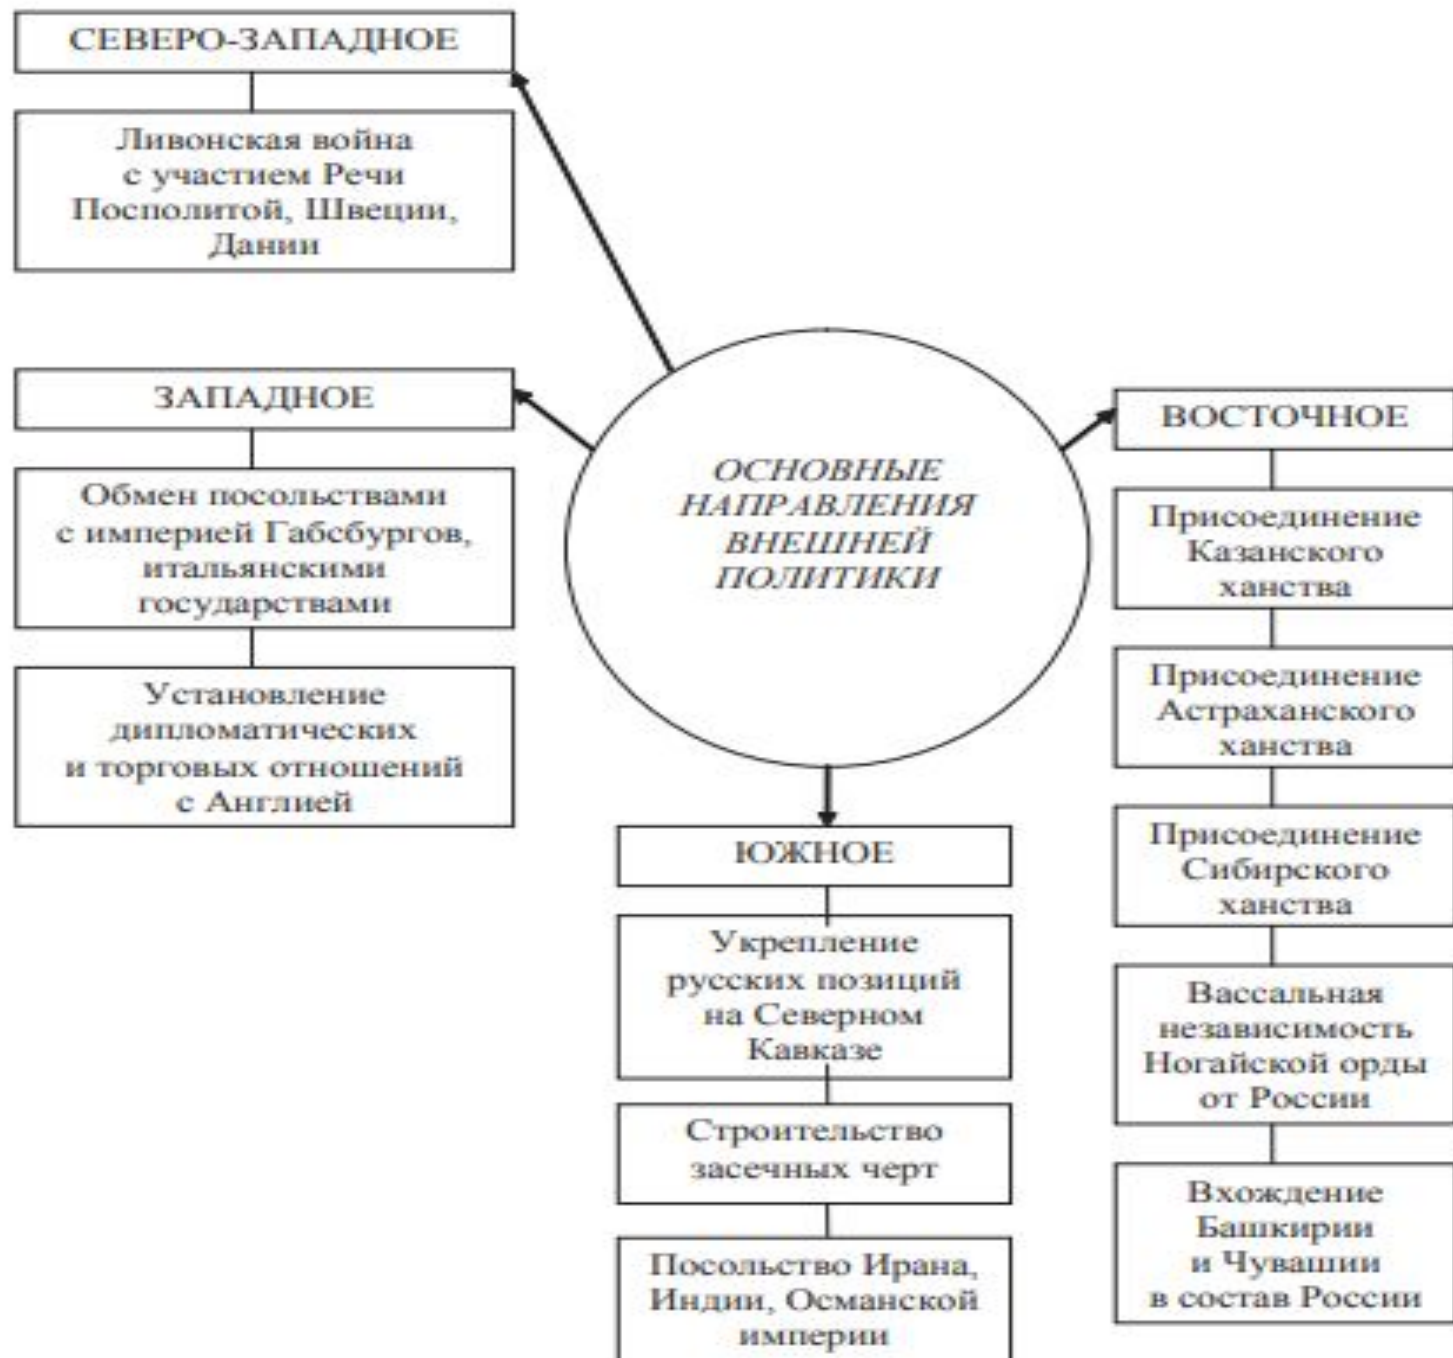 СЕВЕРО-ЗАПАДНОЕ
Ливонская война
с участием Речи
Посполитой, Швеции,
Дании
ЗАПАДНОЕ
Обмен посольствами
с империей Габсбургов,
итальянскими
государствами
Установление
дипломатических
и торговых отношений
с Англией
ОСНОВНЫЕ
НАПРАВЛЕНИЯ
ВНЕШНЕЙ
ПОЛИТИКИ
ЮЖНОЕ
Укрепление
русских позиций
на Северном
Кавказе
Строительство
засечных черт
Посольство Ирана,
Индии, Османской
империи
ВОСТОЧНОЕ
Присоединение
Казанского
ханства
Присоединение
Астраханского
ханства
Присоединение
Сибирского
ханства
Вассальная
независимость
Ногайской орды
от России
Вхождение
Башкирии
и Чувашии
в состав России